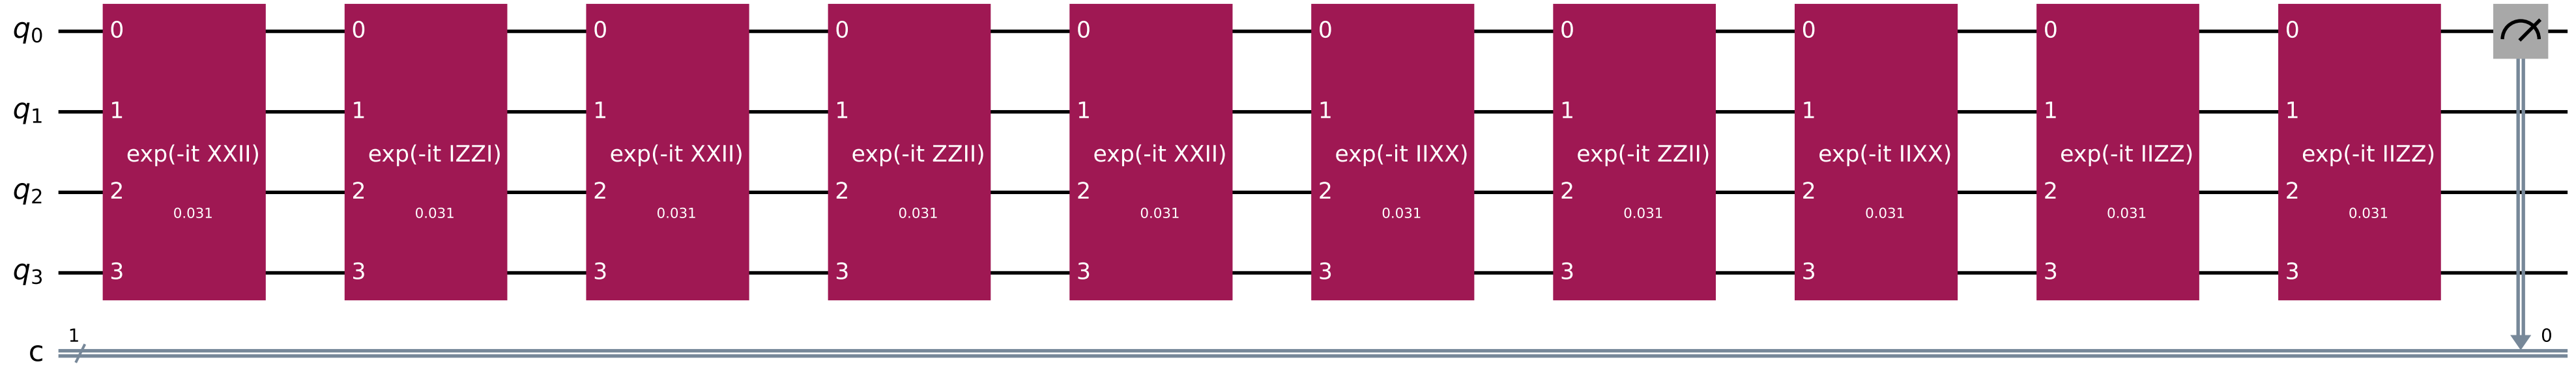 q0 0 0 0 0 0 0 0 0 0 0
q1 1 1 1 1 1 1 1 1 1 1
exp(-it XXII) exp(-it IZZI) exp(-it XXII) exp(-it ZZII) exp(-it XXII) exp(-it IIXX) exp(-it ZZII) exp(-it IIXX) exp(-it IIZZ) exp(-it IIZZ)
q2 2 2 2 2 2 2 2 2 2 2
0.031 0.031 0.031 0.031 0.031 0.031 0.031 0.031 0.031 0.031
q3 3 3 3 3 3 3 3 3 3 3
1 0
c